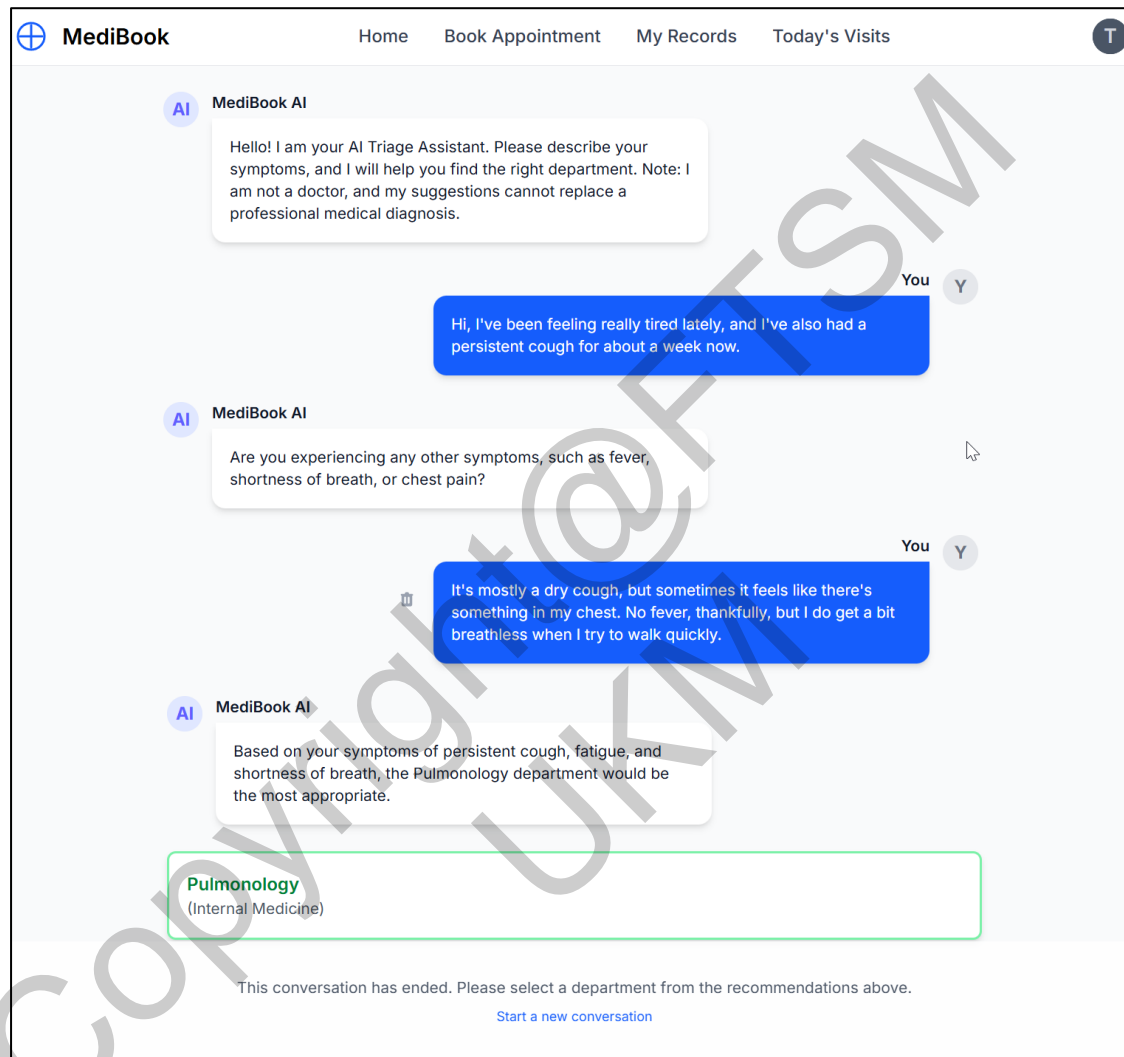 MediBook Home Book Appointment My Records Today's Visits T
AI MediBook AI
Hello! I am your AI Triage Assistant. Please describe your
symptoms, and I will help you find the right department. Note: I
am not a doctor, and my suggestions cannot replace a
professional medical diagnosis.
You Y
Hi, I've been feeling really tired lately, and I've also had a
persistent cough for about a week now.
AI MediBook AI
Are you experiencing any other symptoms, such as fever,
shortness of breath, or chest pain?
You Y
It's mostly a dry cough, but sometimes it feels like there's
something in my chest. No fever, thankfully, but I do get a bit
breathless when I try to walk quickly.
AI MediBook AI
Based on your symptoms of persistent cough, fatigue, and
shortness of breath, the Pulmonology department would be
the most appropriate.
Pulmonology
(Internal Medicine)
This conversation has ended. Please select a department from the recommendations above.
Start a new conversation
Copyright@FTSM
UKM